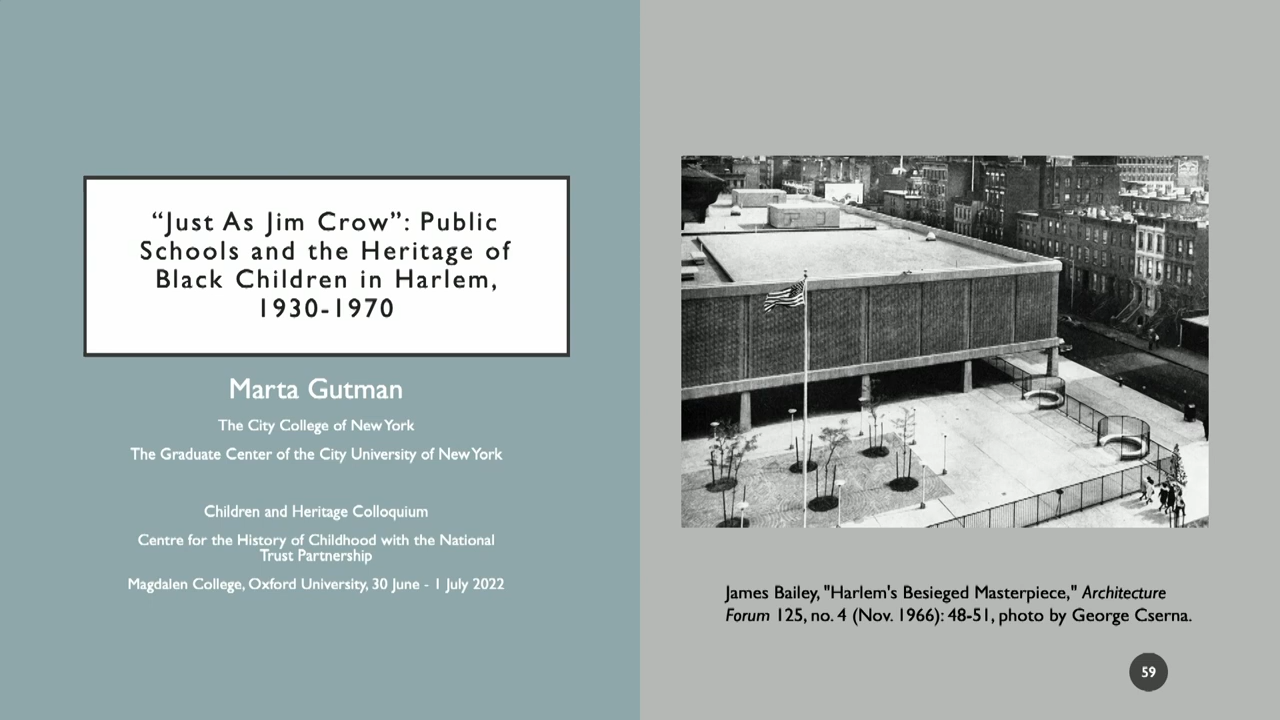 “Just As Jim Crow”: Public
Schools and the Heritage of
Black Children in Harlem,
1930-1970
Marta Gutman
The City College of New York
The Graduate Center of the City University of New York
Children and Heritage Colloquium
Centre for the History of Childhood with the National
Trust Partnership
Magdalen College, Oxford University, 30 June - 1 July 2022
James Bailey, "Harlem's Besieged Masterpiece," Architecture
Forum 125, no. 4 (Nov. 1966): 48-51, photo by George Cserna.
59